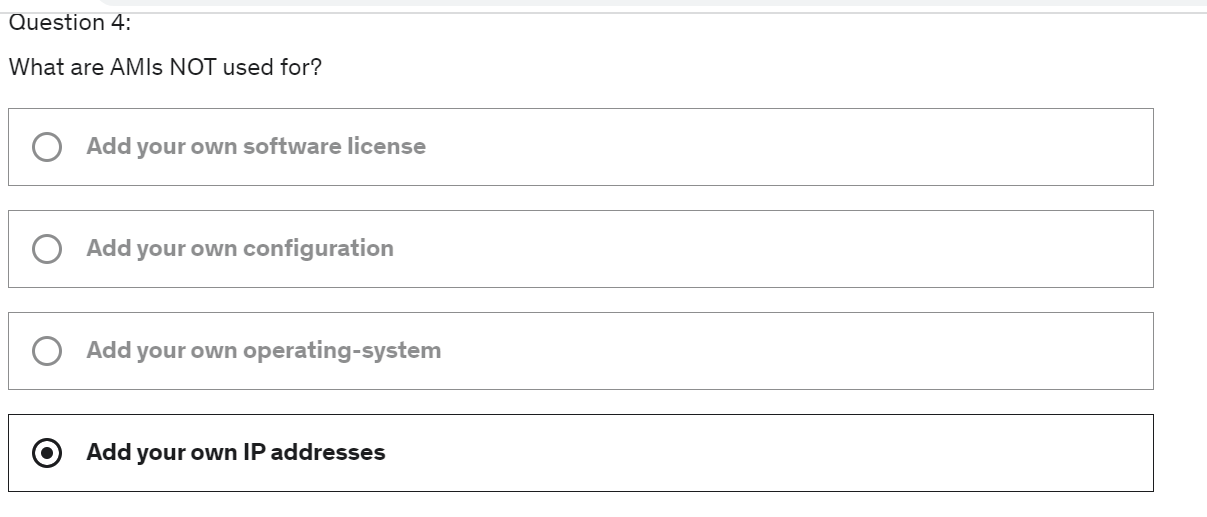 Question 4:
What are AMIs NOT used for?
Add your own software license
Add your own configuration
Add your own operating-system
Add your own IP addresses